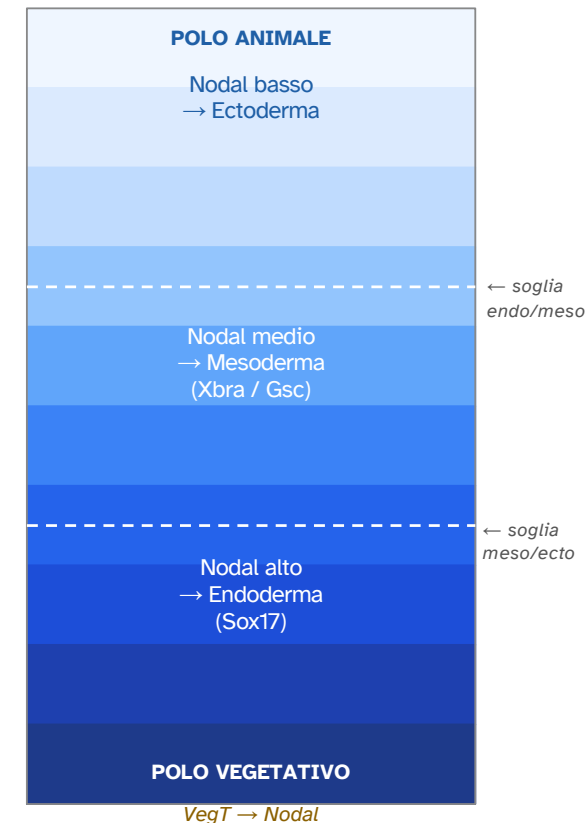 POLO ANIMALE
Nodal basso
→ Ectoderma
← soglia
endo/meso
Nodal medio
→ Mesoderma
(Xbra / Gsc)
← soglia
meso/ecto
Nodal alto
→ Endoderma
(Sox17)
POLO VEGETATIVO
VegT → Nodal